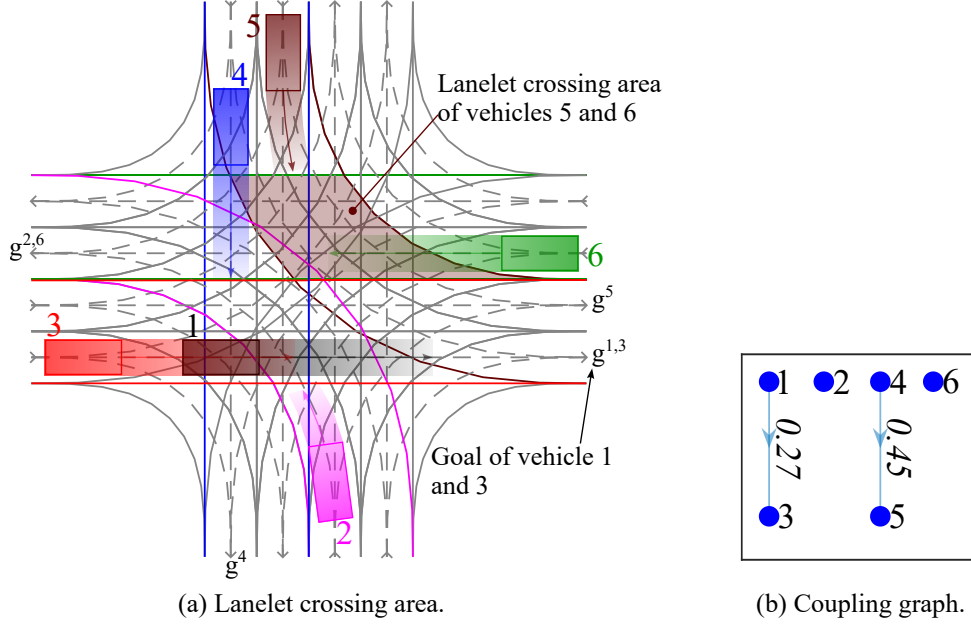 5
4
Lanelet crossing area
of vehicles 5 and 6
g^{2,6}
6
g^5
3
1
g^{1,3}
Goal of vehicle 1
and 3
2
g^4
(a) Lanelet crossing area.
1 2 4 6
0.27 0.45
3 5
(b) Coupling graph.